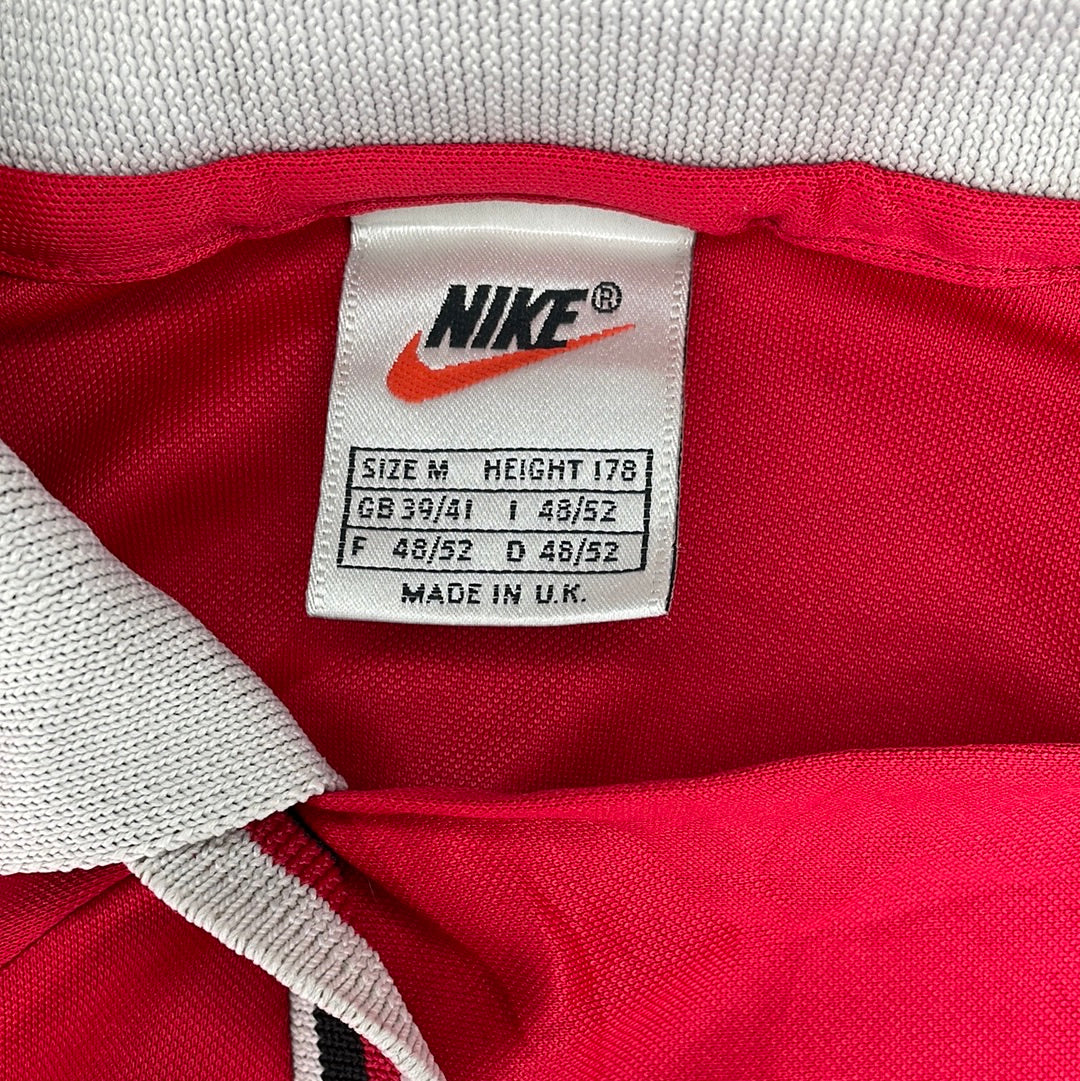 NIKE®
SIZE M HEIGHT 178
GB 39/41 I 48/52
F 48/52 D 48/52
MADE IN U.K.